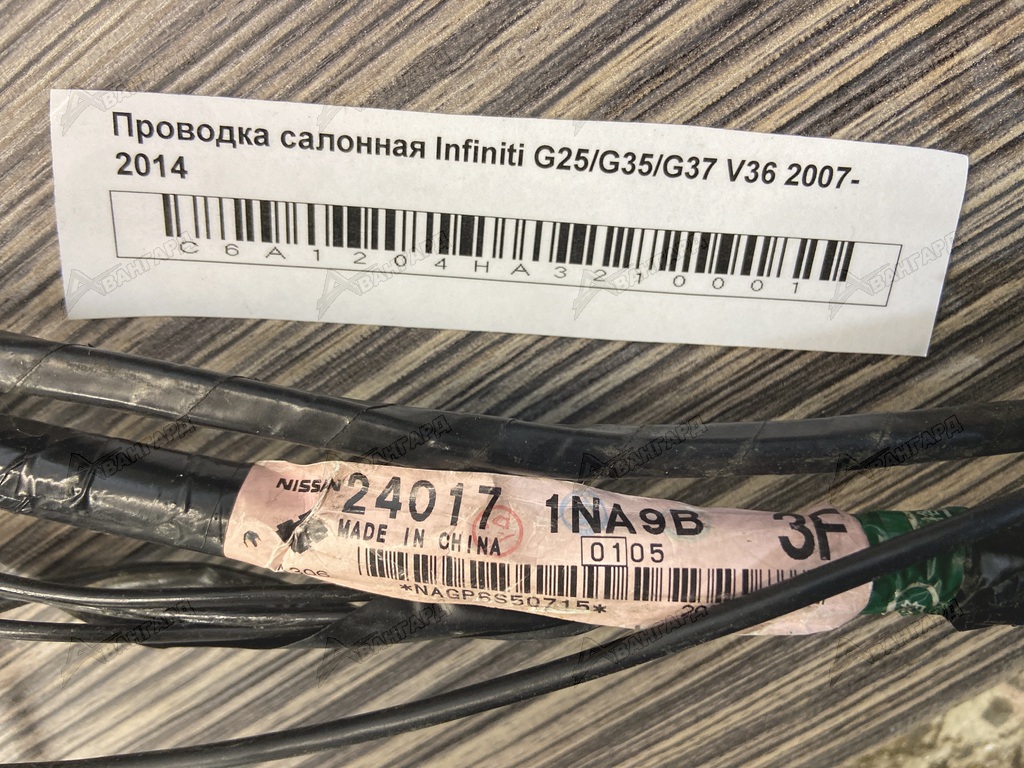 Проводка салонная Infiniti G25/G35/G37 V36 2007-
2014
C6A1204HA3210001
NISSAN 24017 1NA9B 3F
MADE IN CHINA 0105
*NAGP6S50715*
АВАНГАРД